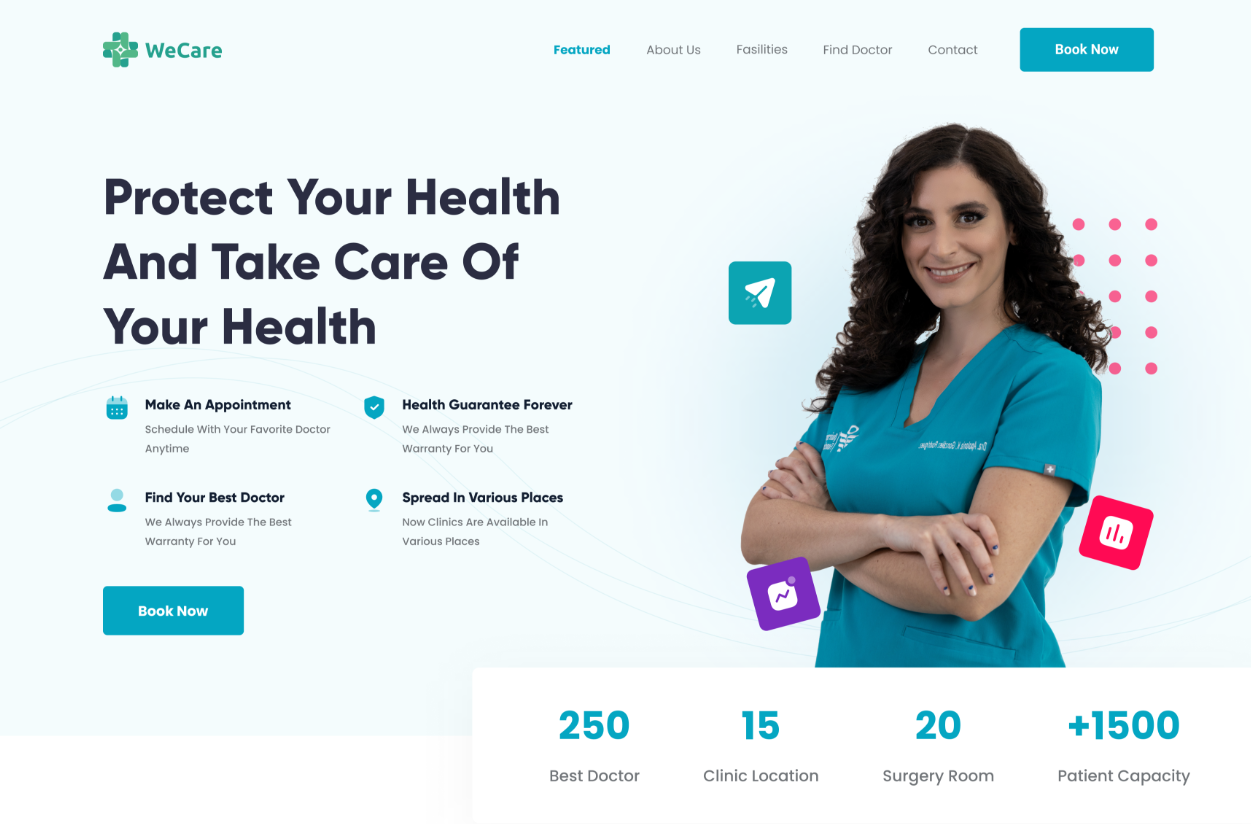 WeCare
Featured
About Us
Fasilities
Find Doctor
Contact
Book Now
Protect Your Health
And Take Care Of
Your Health
Make An Appointment
Schedule With Your Favorite Doctor
Anytime
Health Guarantee Forever
We Always Provide The Best
Warranty For You
Find Your Best Doctor
We Always Provide The Best
Warranty For You
Spread In Various Places
Now Clinics Are Available In
Various Places
Book Now
250
Best Doctor
15
Clinic Location
20
Surgery Room
+1500
Patient Capacity